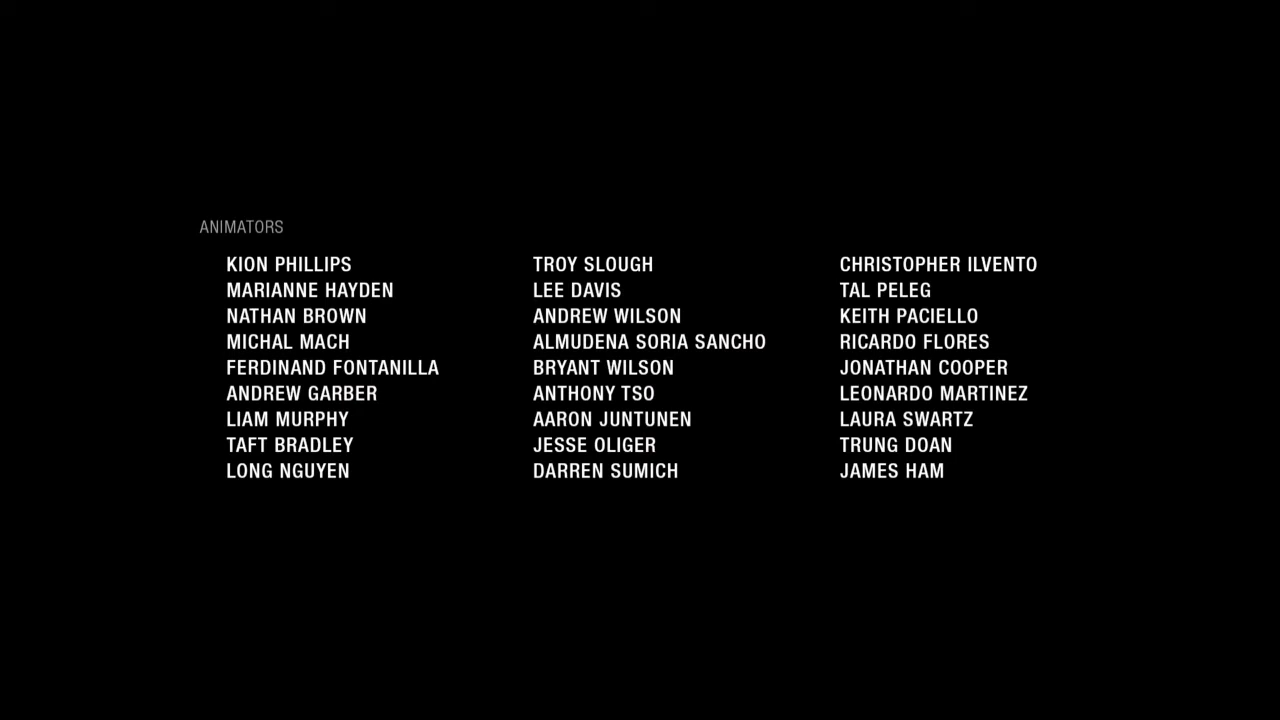 ANIMATORS
KION PHILLIPS
MARIANNE HAYDEN
NATHAN BROWN
MICHAL MACH
FERDINAND FONTANILLA
ANDREW GARBER
LIAM MURPHY
TAFT BRADLEY
LONG NGUYEN
TROY SLOUGH
LEE DAVIS
ANDREW WILSON
ALMUDENA SORIA SANCHO
BRYANT WILSON
ANTHONY TSO
AARON JUNTUNEN
JESSE OLIGER
DARREN SUMICH
CHRISTOPHER ILVENTO
TAL PELEG
KEITH PACIELLO
RICARDO FLORES
JONATHAN COOPER
LEONARDO MARTINEZ
LAURA SWARTZ
TRUNG DOAN
JAMES HAM